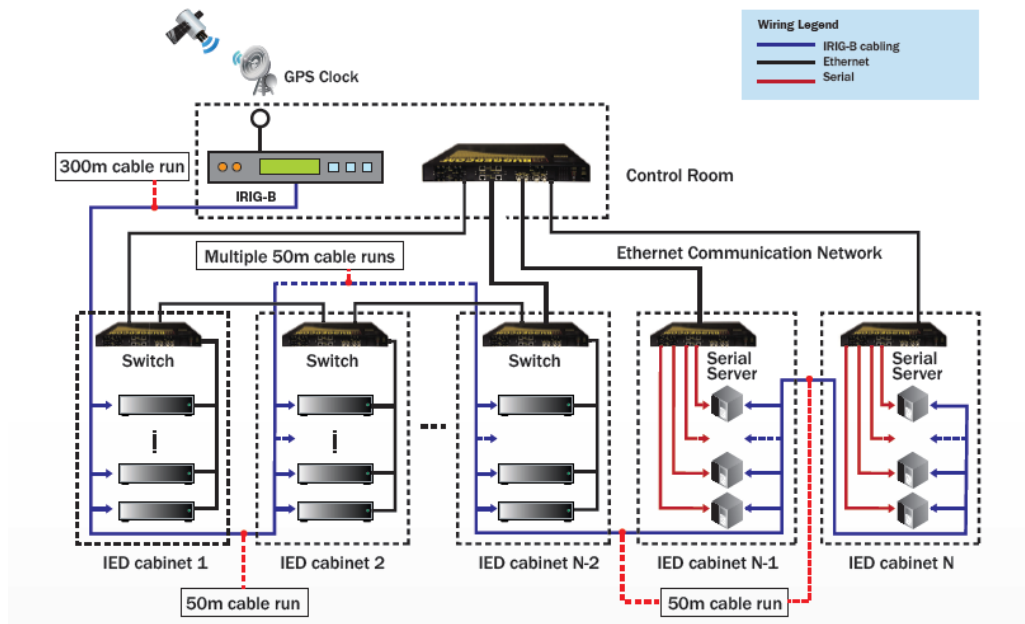 Wiring Legend
IRIG-B cabling
Ethernet
Serial
GPS Clock
300m cable run
IRIG-B
RUGGEDCOM
Control Room
Multiple 50m cable runs
Ethernet Communication Network
Switch
Switch
Switch
Serial
Server
Serial
Server
IED cabinet 1
IED cabinet 2
IED cabinet N-2
IED cabinet N-1
IED cabinet N
50m cable run
50m cable run